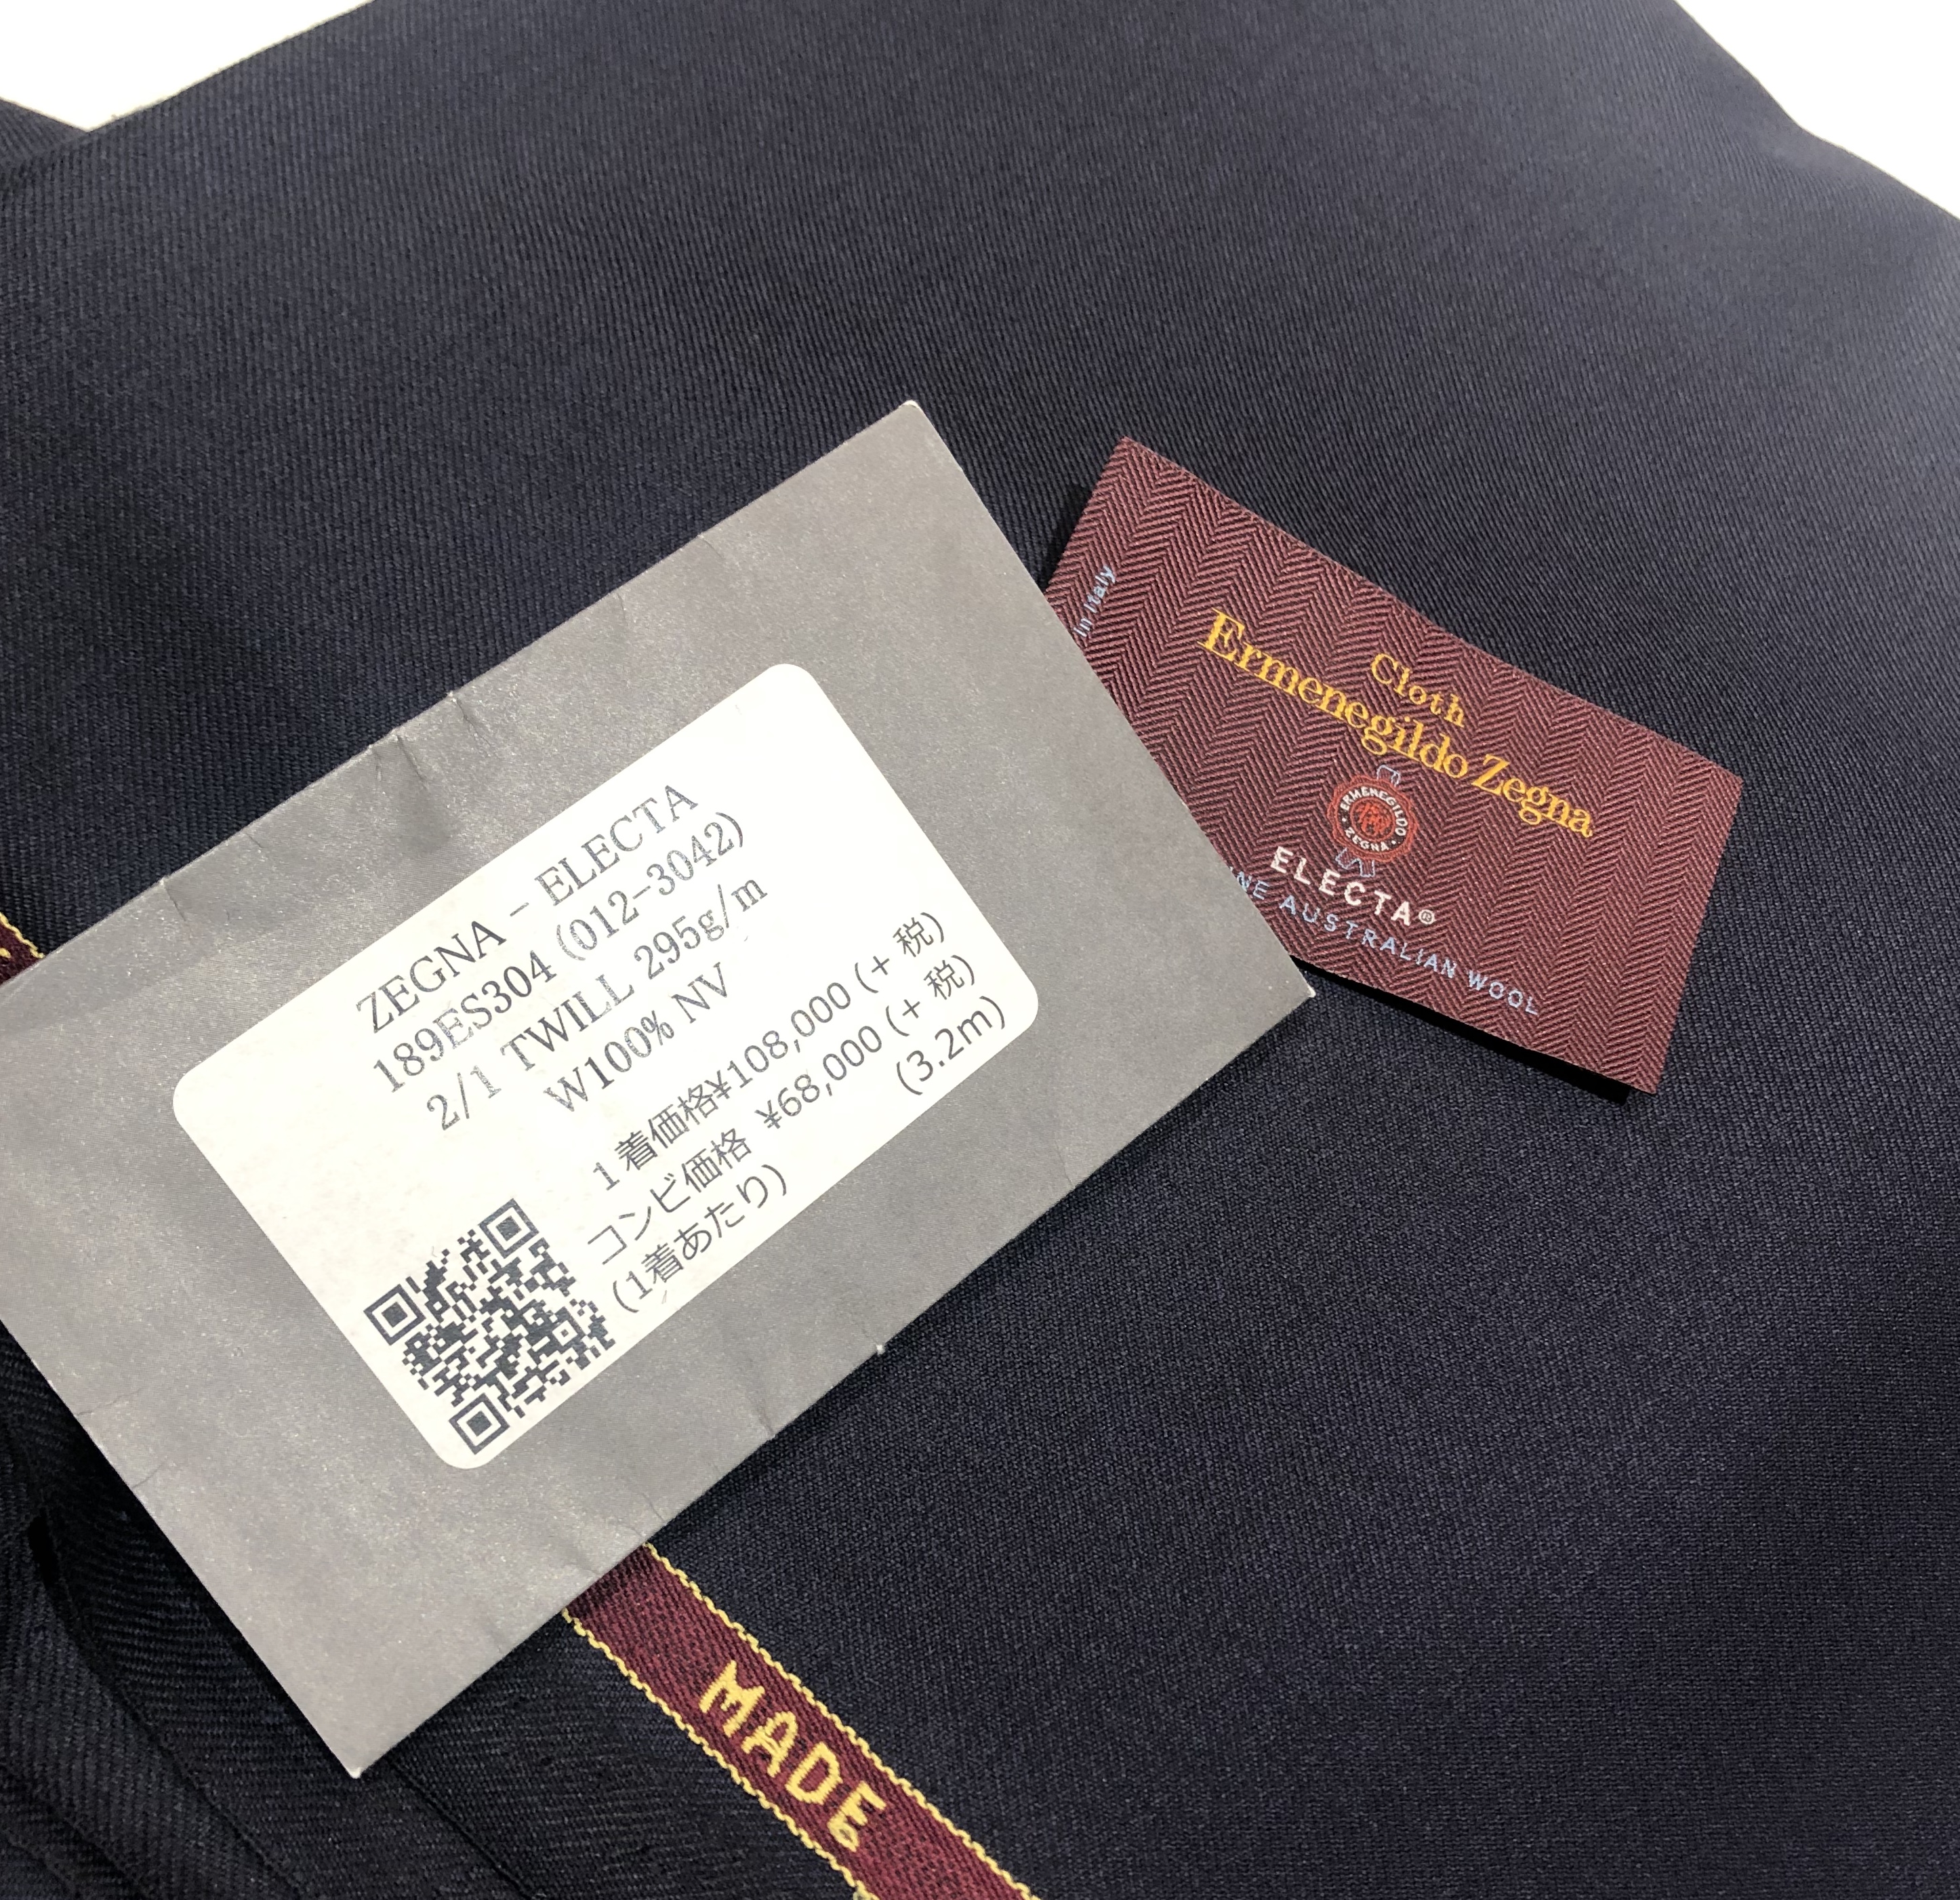 ZEGNA - ELECTA
189ES304 (012-3042)
2/1 TWILL 295g/m
W100% NV
1着価格¥108,000 (+ 税)
コンビ価格 ¥68,000 (+ 税)
(1着あたり) (3.2m)
in Italy
Cloth
Ermenegildo Zegna
ERMENEGILDO ZEGNA
ELECTA®
AUSTRALIAN WOOL
MADE